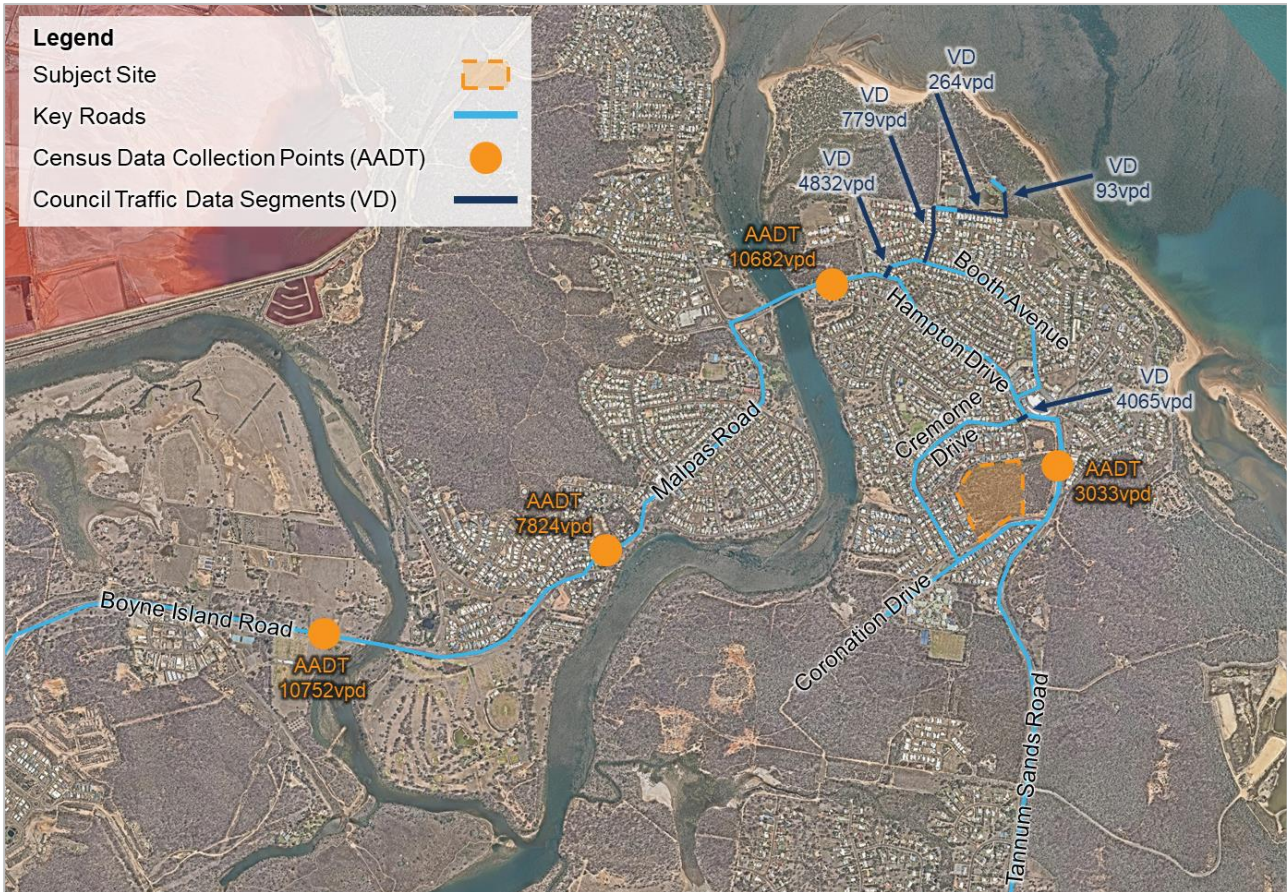 Legend
Subject Site
Key Roads
Census Data Collection Points (AADT)
Council Traffic Data Segments (VD)
VD
264vpd
VD
779vpd
VD
4832vpd
VD
93vpd
AADT
10682vpd
Booth Avenue
Hampton Drive
VD
4065vpd
Cremorne
Drive
Malpas Road
AADT
3033vpd
AADT
7824vpd
Boyne Island Road
AADT
10752vpd
Coronation Drive
Tannum Sands Road